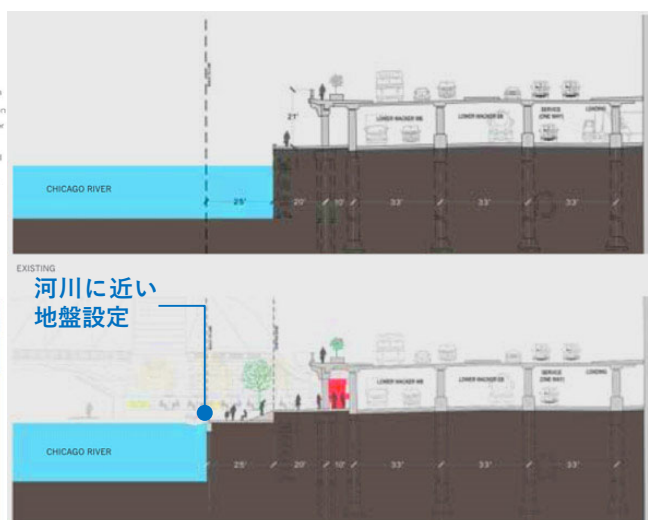 21'
LOWER WACKER WB
LOWER WACKER EB
SERVICE
(ONE WAY)
LOADING
CHICAGO RIVER
25'
20'
10'
33'
33'
33'
EXISTING
河川に近い
地盤設定
LOWER WACKER WB
LOWER WACKER EB
SERVICE
(ONE WAY)
LOADING
CHICAGO RIVER
25'
20'
10'
33'
33'
33'